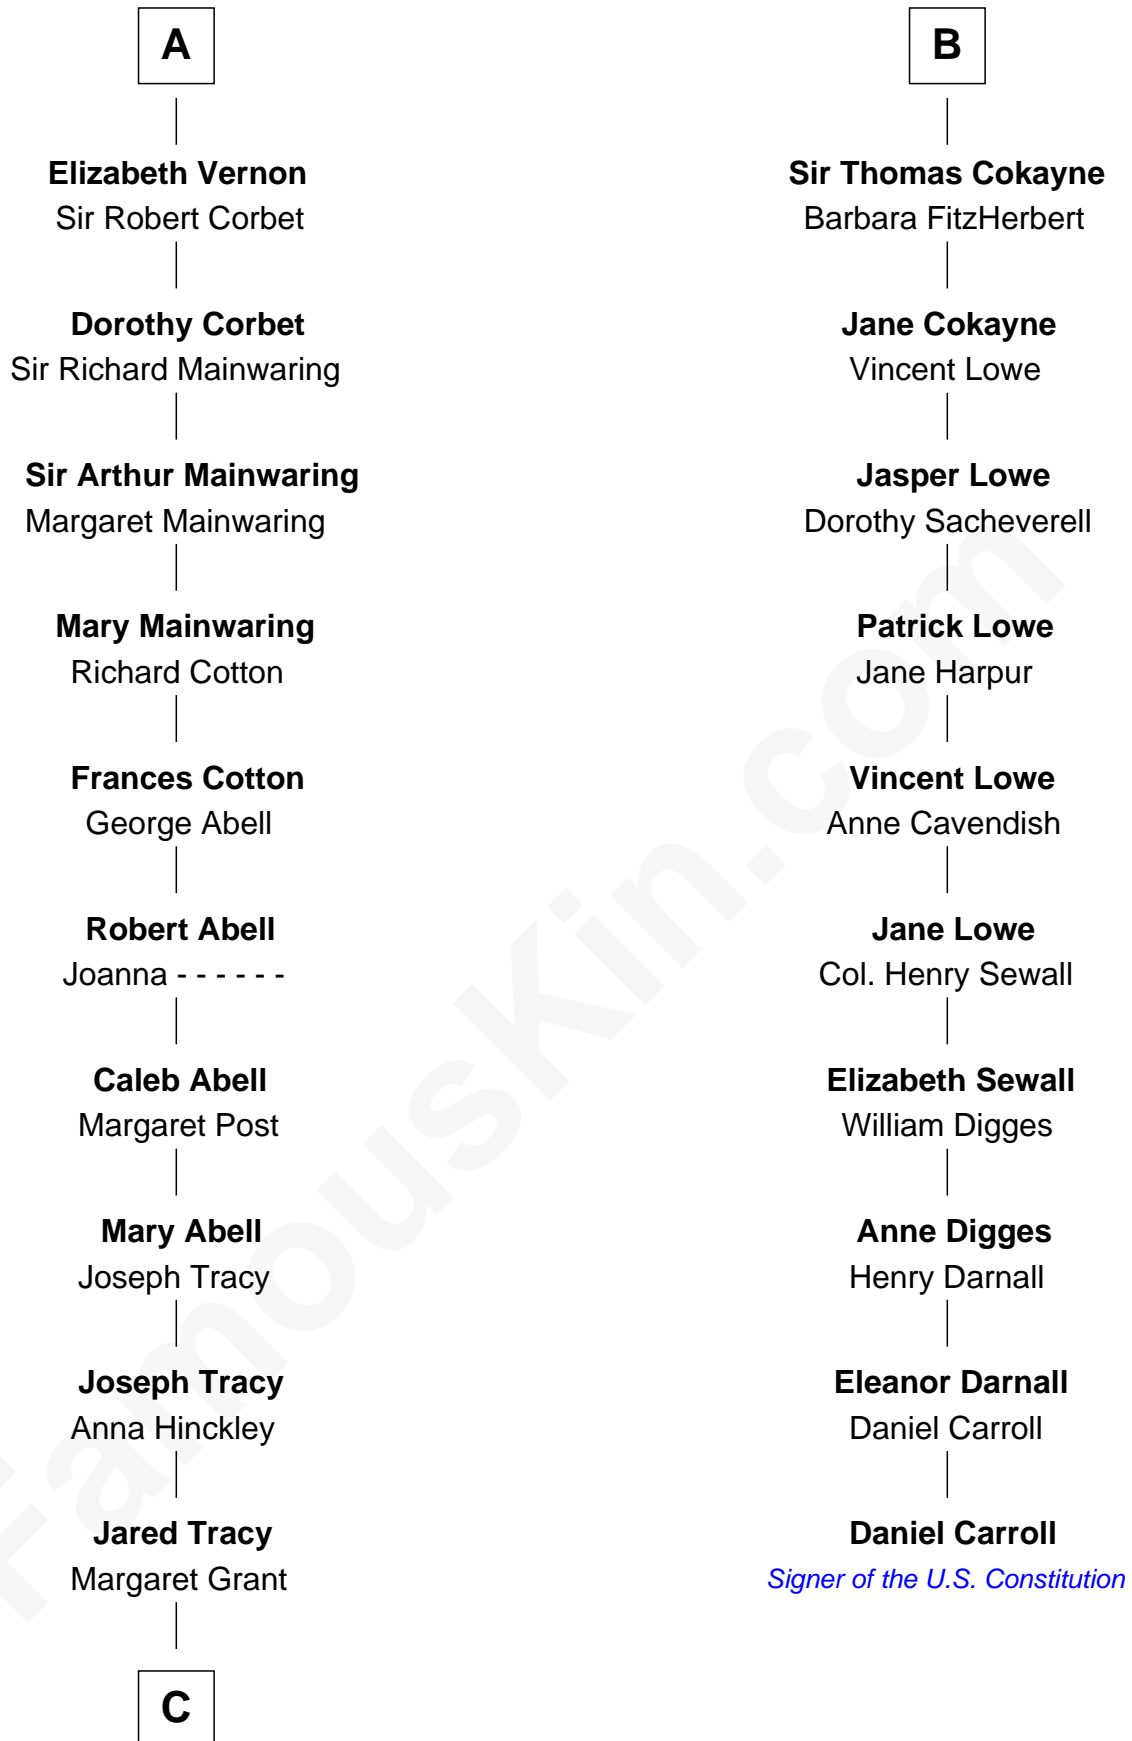 A
Elizabeth Vernon
Sir Robert Corbet
Dorothy Corbet
Sir Richard Mainwaring
Sir Arthur Mainwaring
Margaret Mainwaring
Mary Mainwaring
Richard Cotton
Frances Cotton
George Abell
Robert Abell
Joanna - - - - - -
Caleb Abell
Margaret Post
Mary Abell
Joseph Tracy
Joseph Tracy
Anna Hinckley
Jared Tracy
Margaret Grant
C
B
Sir Thomas Cokayne
Barbara FitzHerbert
Jane Cokayne
Vincent Lowe
Jasper Lowe
Dorothy Sacheverell
Patrick Lowe
Jane Harpur
Vincent Lowe
Anne Cavendish
Jane Lowe
Col. Henry Sewall
Elizabeth Sewall
William Digges
Anne Digges
Henry Darnall
Eleanor Darnall
Daniel Carroll
Daniel Carroll
Signer of the U.S. Constitution
FamousKin.com